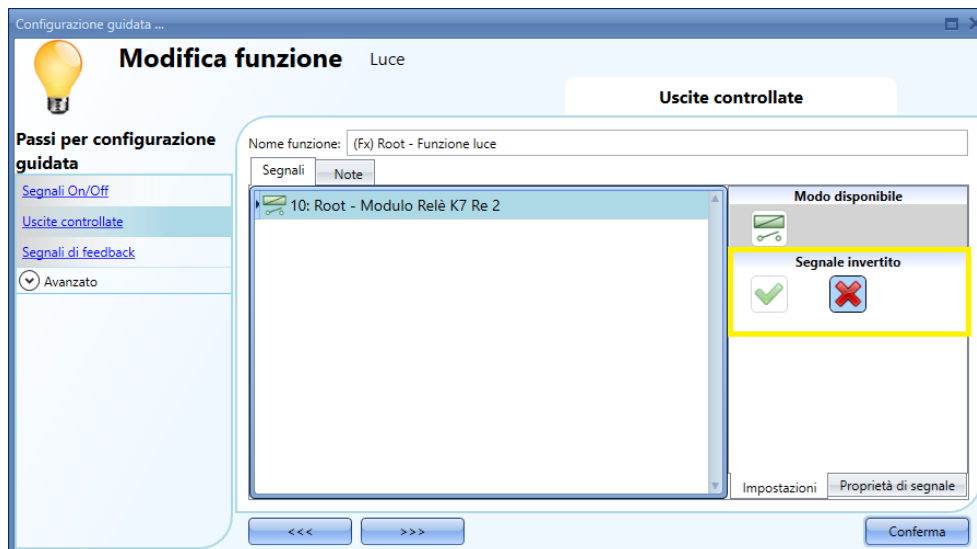 Configurazione guidata ...
Modifica funzione Luce
Uscite controllate
Passi per configurazione
guidata
Segnali On/Off
Uscite controllate
Segnali di feedback
Avanzato
Nome funzione: (Fx) Root - Funzione luce
Segnali Note
10: Root - Modulo Relè K7 Re 2
Modo disponibile
Segnale invertito
Impostazioni Proprietà di segnale
<<< >>> Conferma